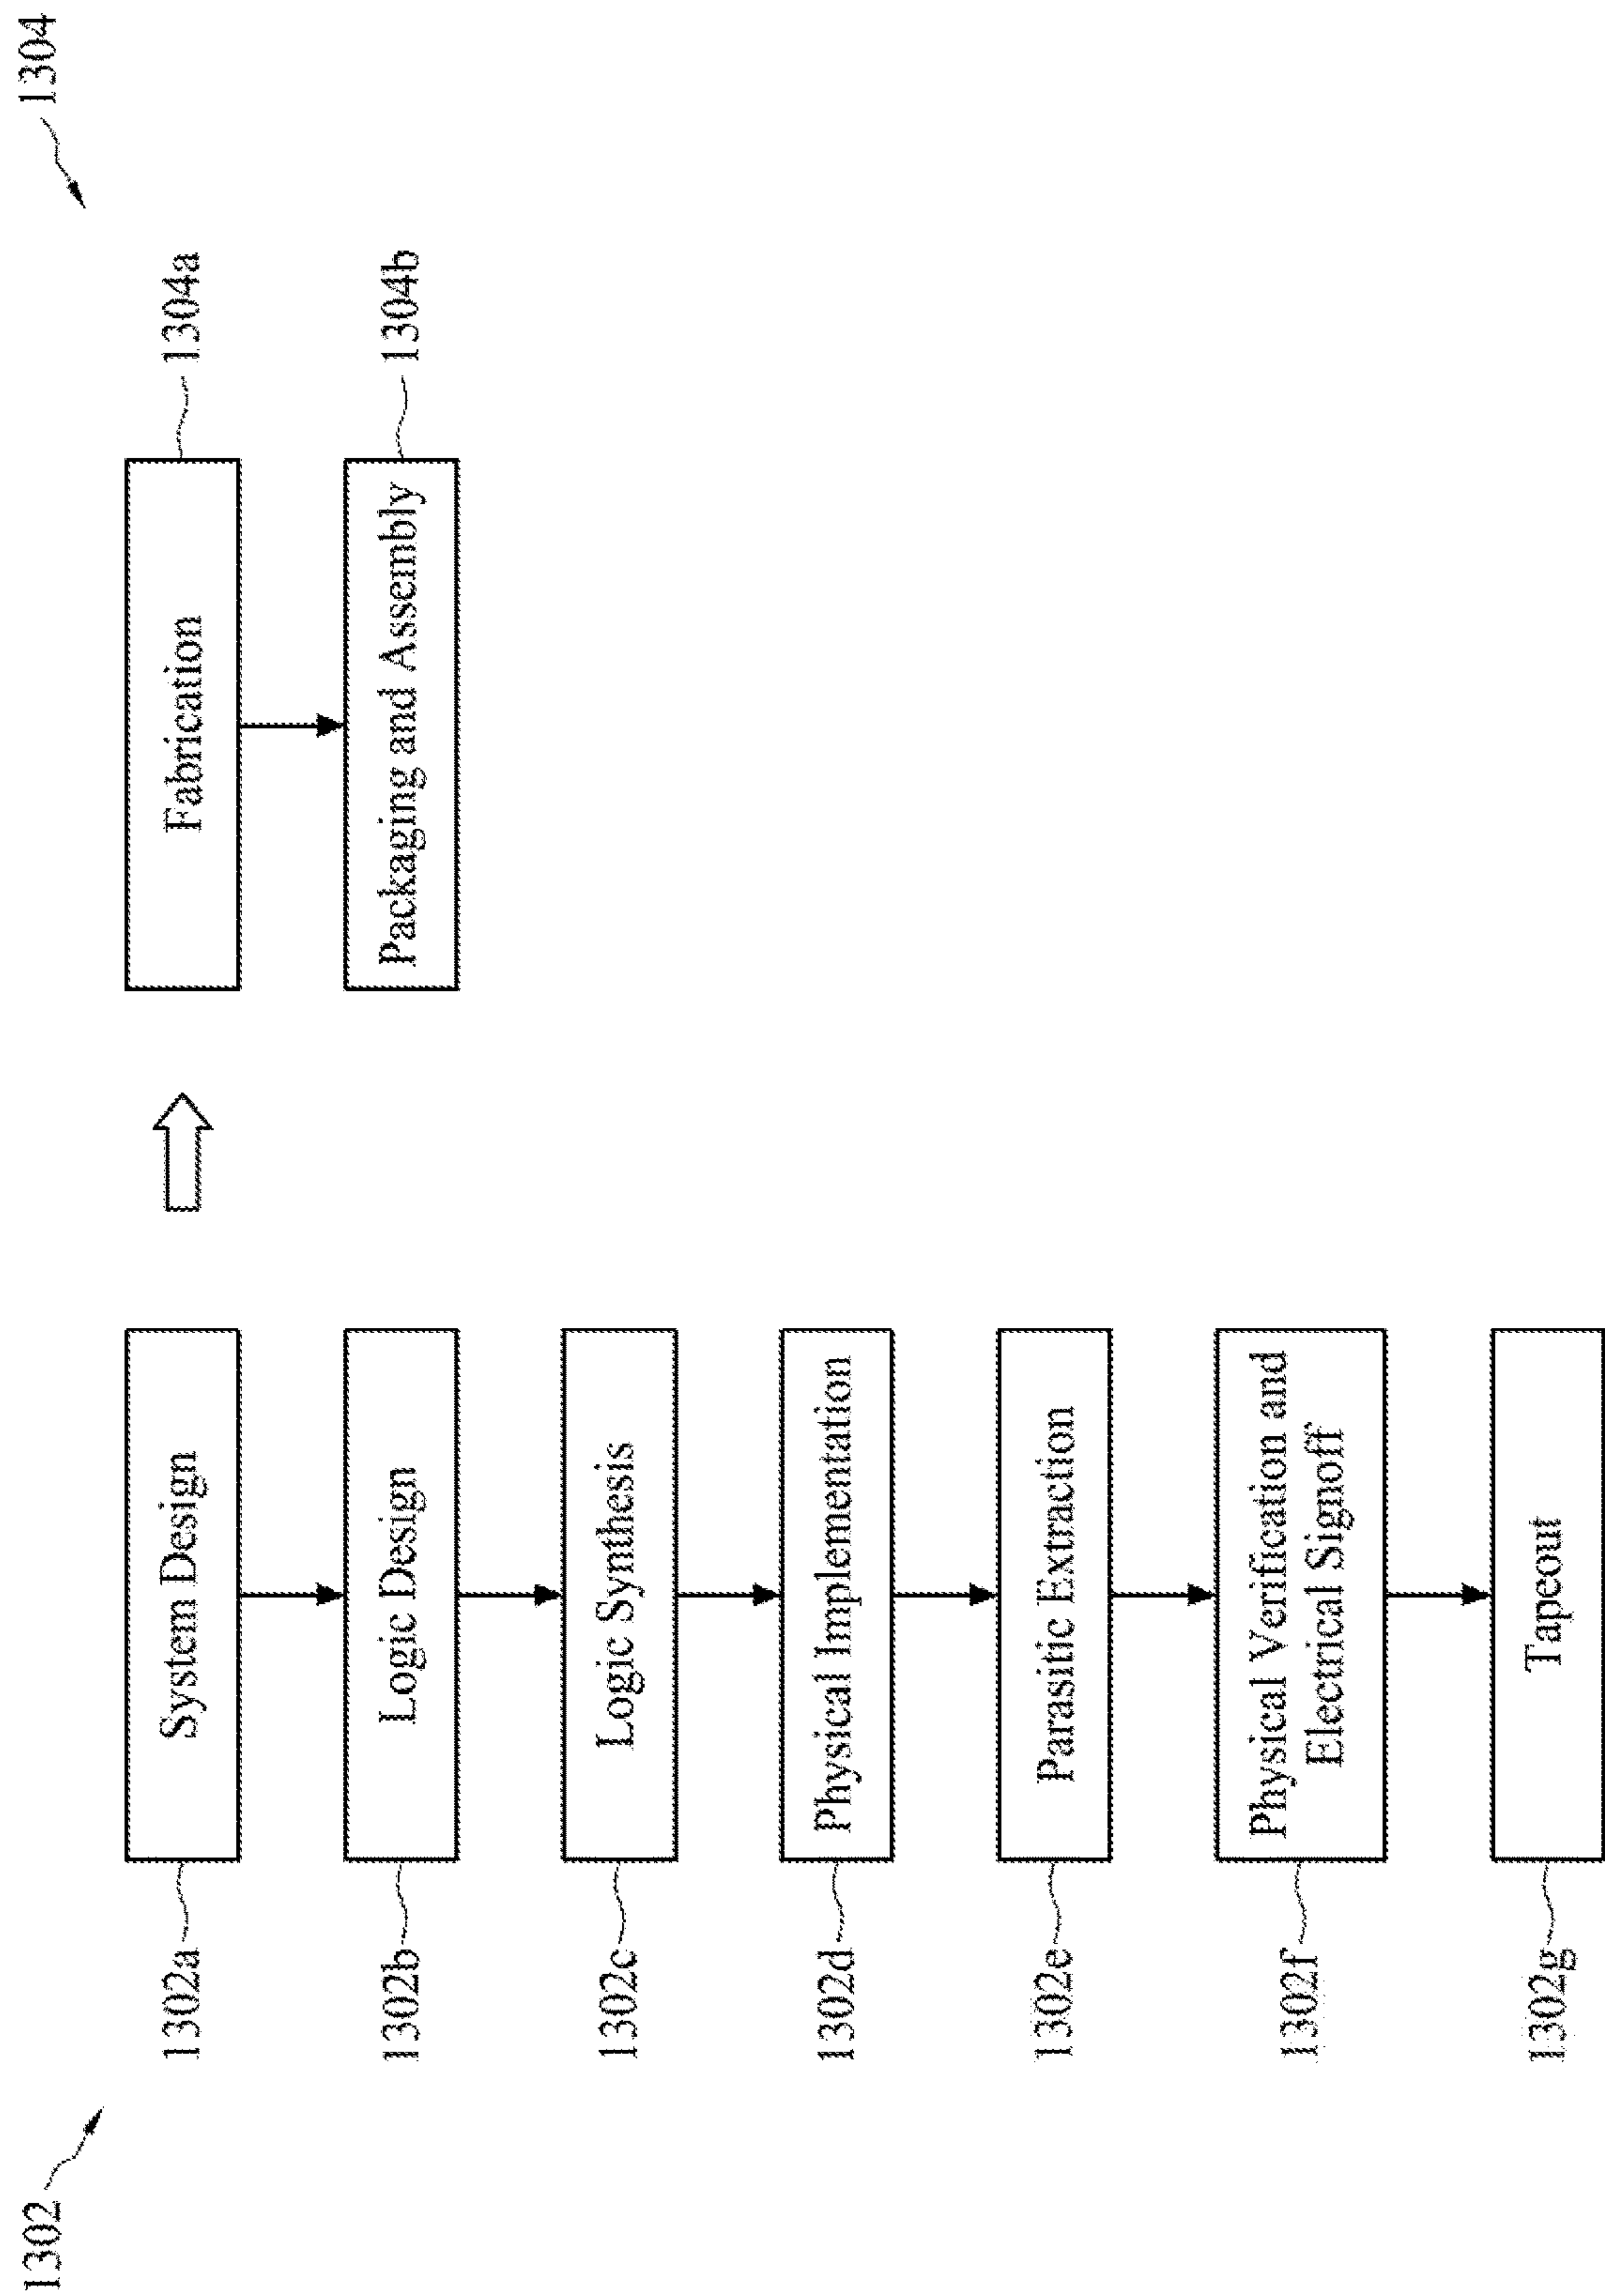 1302
1302a
System Design
1302b
Logic Design
1302c
Logic Synthesis
1302d
Physical Implementation
1302e
Parasitic Extraction
1302f
Physical Verification and
Electrical Signoff
1302g
Tapeout
1304
Fabrication
1304a
Packaging and Assembly
1304b